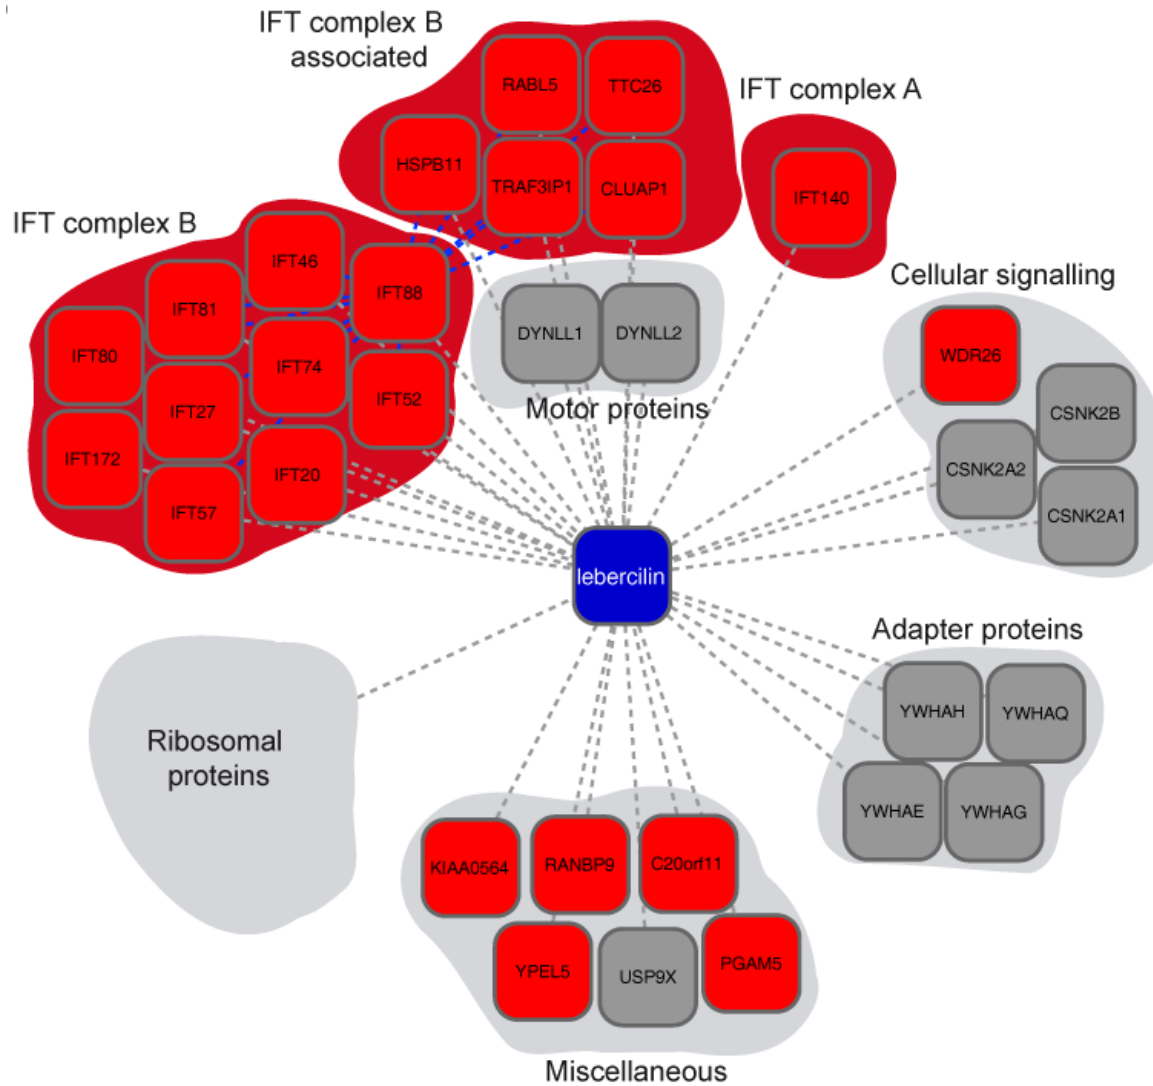 IFT complex B
associated
RABL5
TTC26
IFT complex A
HSPB11
TRAF3IP1
CLUAP1
IFT140
IFT complex B
IFT46
IFT81
IFT88
IFT80
IFT74
IFT27
IFT52
IFT172
IFT20
IFT57
DYNLL1
DYNLL2
Motor proteins
Cellular signalling
WDR26
CSNK2B
CSNK2A2
CSNK2A1
lebercilin
Adapter proteins
YWHAH
YWHAQ
YWHAE
YWHAG
Ribosomal
proteins
KIAA0564
RANBP9
C20orf11
YPEL5
USP9X
PGAM5
Miscellaneous